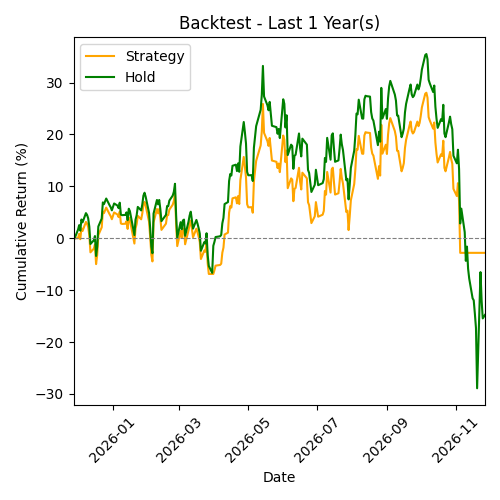 Backtest - Last 1 Year(s)
Strategy
Hold
Cumulative Return (%)
30
20
10
0
−10
−20
−30
2026-01
2026-03
2026-05
2026-07
2026-09
2026-11
Date